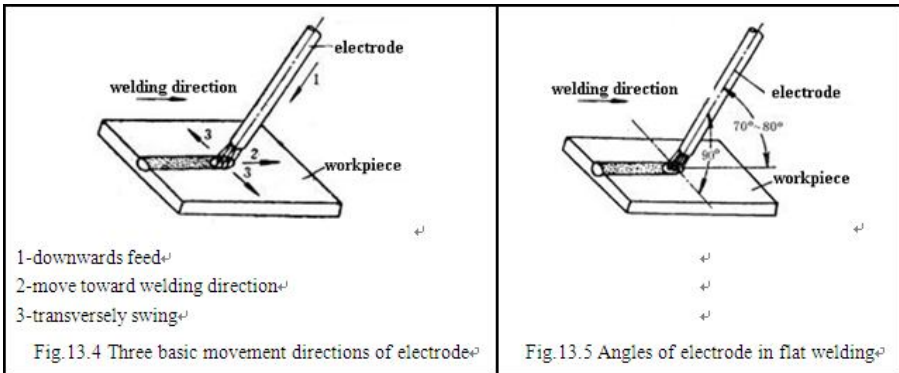 electrode
1
welding direction
3
2
3
workpiece
1-downwards feed
2-move toward welding direction
3-transversely swing
Fig.13.4 Three basic movement directions of electrode
welding direction
electrode
70°~80°
90°
workpiece
Fig.13.5 Angles of electrode in flat welding